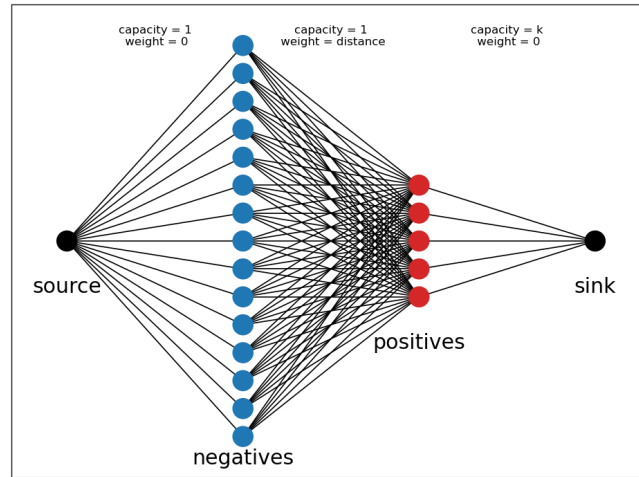 capacity = 1
weight = 0
capacity = 1
weight = distance
capacity = k
weight = 0
source
sink
positives
negatives